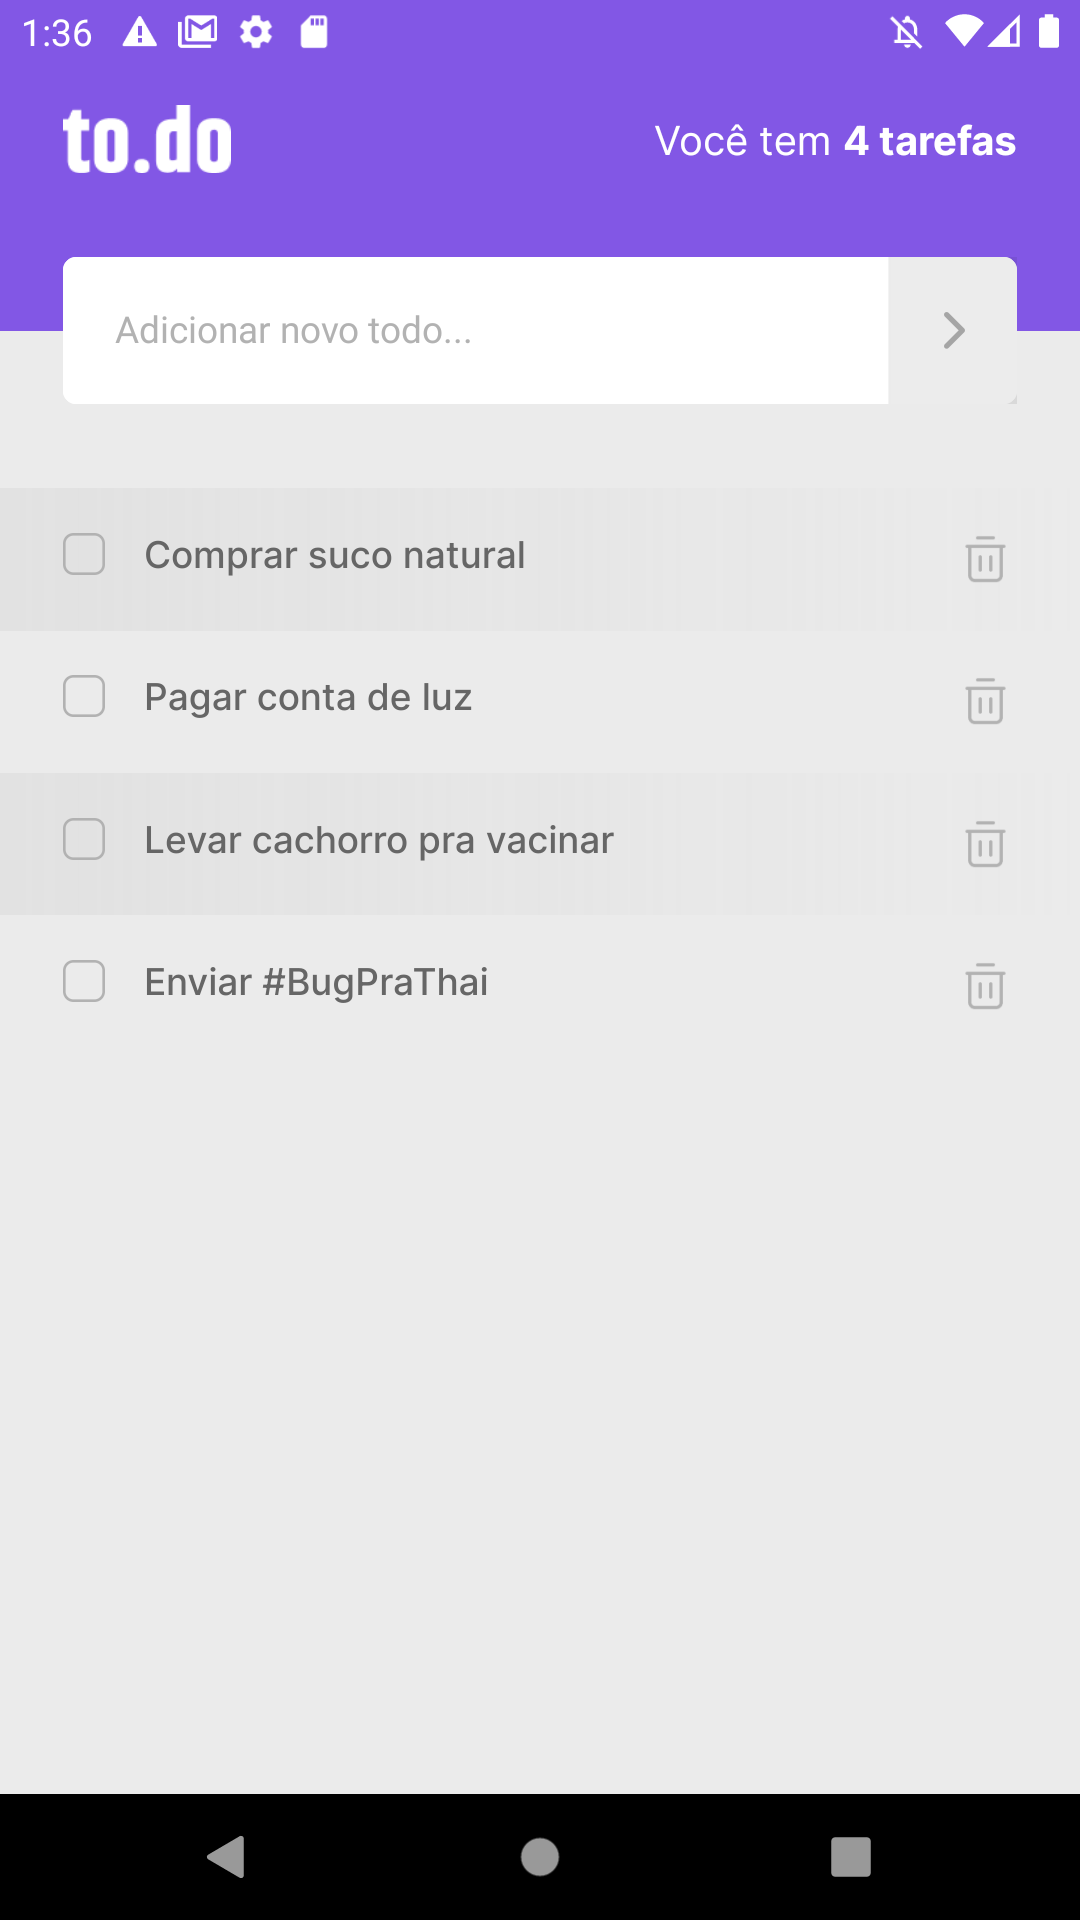 1:36
to.do
Você tem 4 tarefas
Adicionar novo todo...
Comprar suco natural
Pagar conta de luz
Levar cachorro pra vacinar
Enviar #BugPraThai